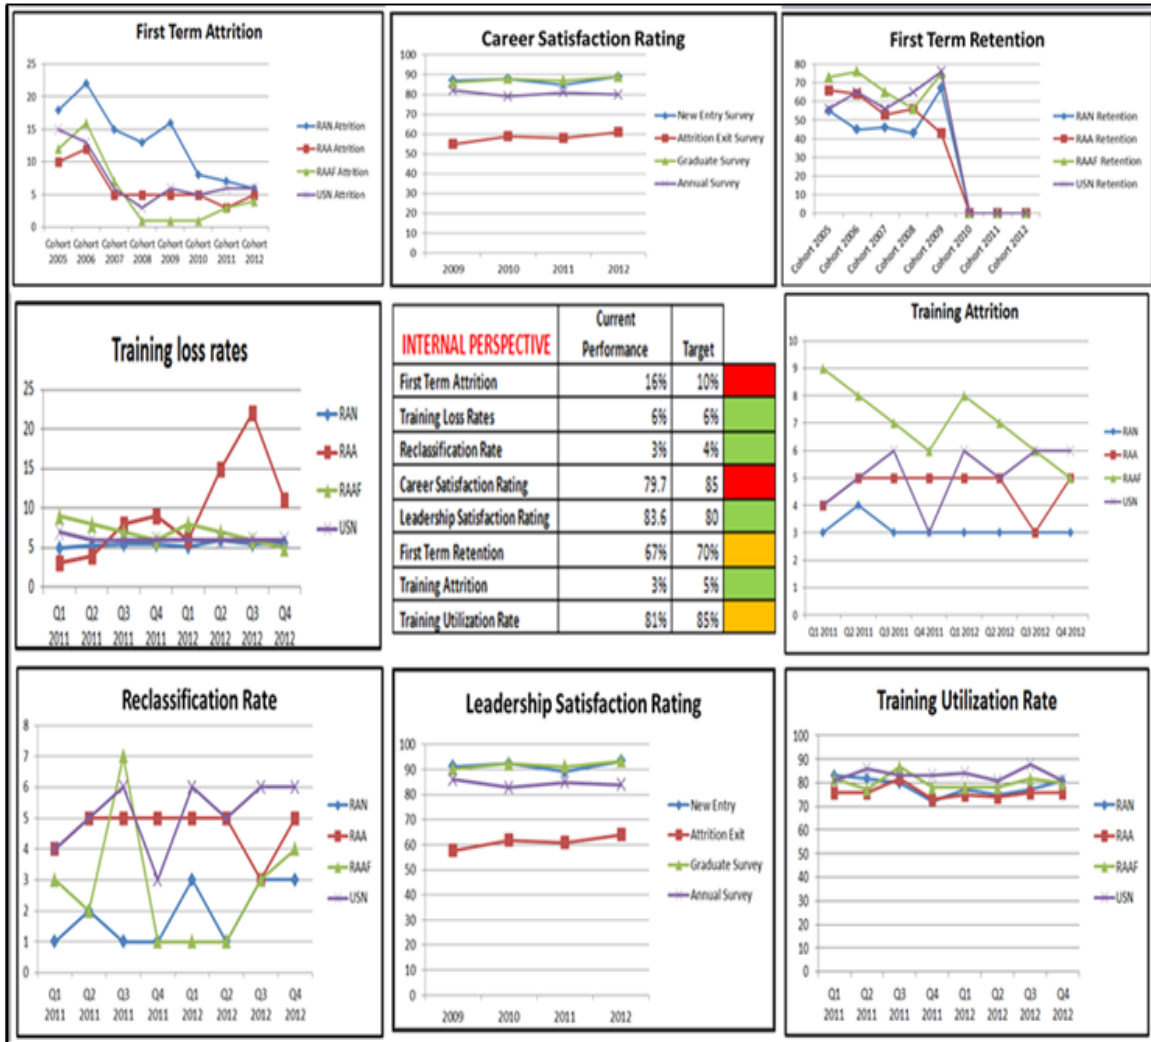 First Term Attrition
25
20
15
10
5
0
Cohort 2005 Cohort 2006 Cohort 2007 Cohort 2008 Cohort 2009 Cohort 2010 Cohort 2011 Cohort 2012
RAN Attrition
RAA Attrition
RAAF Attrition
USN Attrition
Career Satisfaction Rating
100
90
80
70
60
50
40
30
20
10
0
2009 2010 2011 2012
New Entry Survey
Attrition Exit Survey
Graduate Survey
Annual Survey
First Term Retention
80
70
60
50
40
30
20
10
0
Cohort 2005 Cohort 2006 Cohort 2007 Cohort 2008 Cohort 2009 Cohort 2010 Cohort 2011 Cohort 2012
RAN Retention
RAA Retention
RAAF Retention
USN Retention
Training loss rates
25
20
15
10
5
0
Q1 Q2 Q3 Q4 Q1 Q2 Q3 Q4
2011 2011 2011 2011 2012 2012 2012 2012
RAN
RAA
RAAF
USN
INTERNAL PERSPECTIVE Current Performance Target
First Term Attrition 16% 10%
Training Loss Rates 6% 6%
Reclassification Rate 3% 4%
Career Satisfaction Rating 79.7 85
Leadership Satisfaction Rating 83.6 80
First Term Retention 67% 70%
Training Attrition 3% 5%
Training Utilization Rate 81% 85%
Training Attrition
10
9
8
7
6
5
4
3
2
1
0
Q1 2011 Q2 2011 Q3 2011 Q4 2011 Q1 2012 Q2 2012 Q3 2012 Q4 2012
RAN
RAA
RAAF
USN
Reclassification Rate
8
7
6
5
4
3
2
1
0
Q1 Q2 Q3 Q4 Q1 Q2 Q3 Q4
2011 2011 2011 2011 2012 2012 2012 2012
RAN
RAA
RAAF
USN
Leadership Satisfaction Rating
100
90
80
70
60
50
40
30
20
10
0
2009 2010 2011 2012
New Entry
Attrition Exit
Graduate Survey
Annual Survey
Training Utilization Rate
100
90
80
70
60
50
40
30
20
10
0
Q1 Q2 Q3 Q4 Q1 Q2 Q3 Q4
2011 2011 2011 2011 2012 2012 2012 2012
RAN
RAA
RAAF
USN